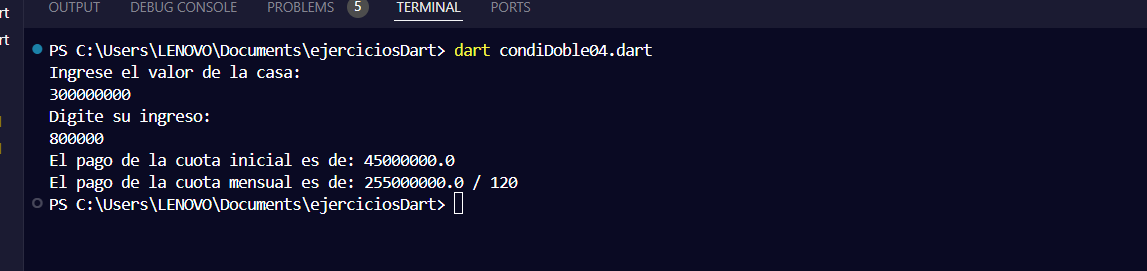 OUTPUT DEBUG CONSOLE PROBLEMS 5 TERMINAL PORTS
rt
rt
PS C:\Users\LENOVO\Documents\ejerciciosDart> dart condiDoble04.dart
Ingrese el valor de la casa:
300000000
Digite su ingreso:
800000
El pago de la cuota inicial es de: 45000000.0
El pago de la cuota mensual es de: 255000000.0 / 120
PS C:\Users\LENOVO\Documents\ejerciciosDart>